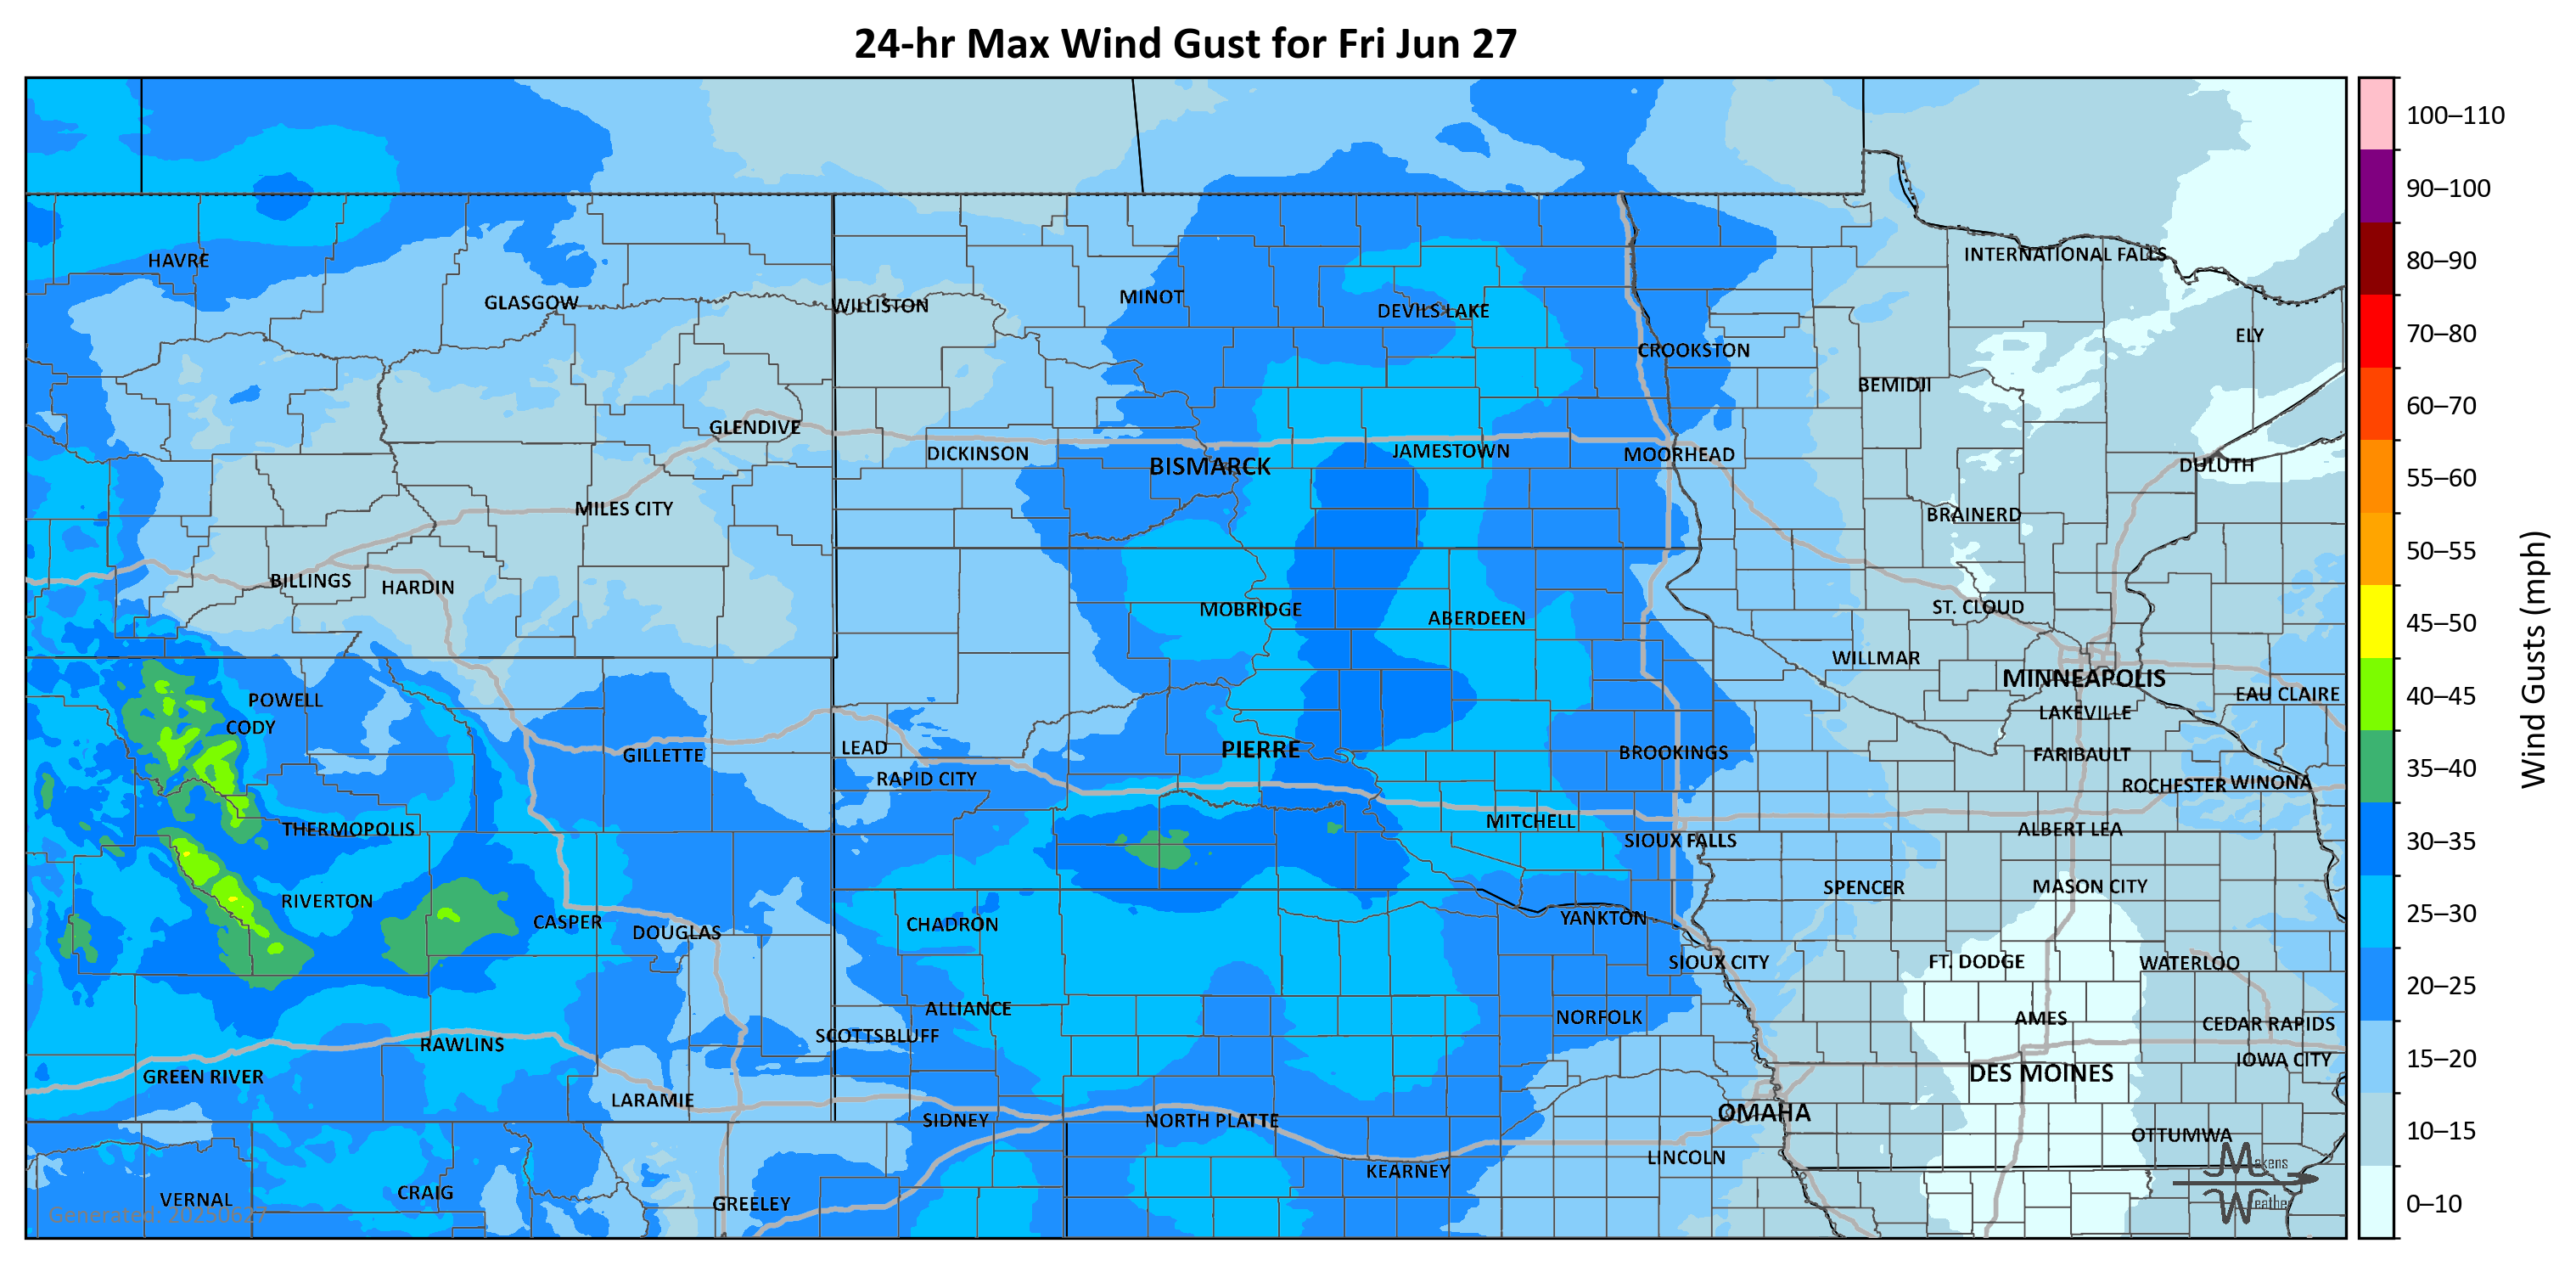 24-hr Max Wind Gust for Fri Jun 27
100–110
90–100
80–90
70–80
60–70
55–60
50–55
45–50
40–45
35–40
30–35
25–30
20–25
15–20
10–15
0–10
Wind Gusts (mph)
HAVRE
GLASGOW
WILLISTON
MINOT
DEVILS LAKE
INTERNATIONAL FALLS
ELY
CROOKSTON
BEMIDJI
GLENDIVE
DICKINSON
BISMARCK
JAMESTOWN
MOORHEAD
DULUTH
MILES CITY
BRAINERD
BILLINGS
HARDIN
MOBRIDGE
ABERDEEN
ST. CLOUD
WILLMAR
MINNEAPOLIS
EAU CLAIRE
POWELL
CODY
LAKEVILLE
GILLETTE
LEAD
PIERRE
BROOKINGS
FARIBAULT
RAPID CITY
ROCHESTER
WINONA
THERMOPOLIS
MITCHELL
ALBERT LEA
SIOUX FALLS
SPENCER
MASON CITY
RIVERTON
CASPER
DOUGLAS
CHADRON
YANKTON
SIOUX CITY
FT. DODGE
WATERLOO
ALLIANCE
NORFOLK
AMES
CEDAR RAPIDS
SCOTTSBLUFF
RAWLINS
IOWA CITY
GREEN RIVER
DES MOINES
LARAMIE
SIDNEY
NORTH PLATTE
OMAHA
OTTUMWA
LINCOLN
KEARNEY
VERNAL
CRAIG
GREELEY
Generated: 20250627
Makens
Weather